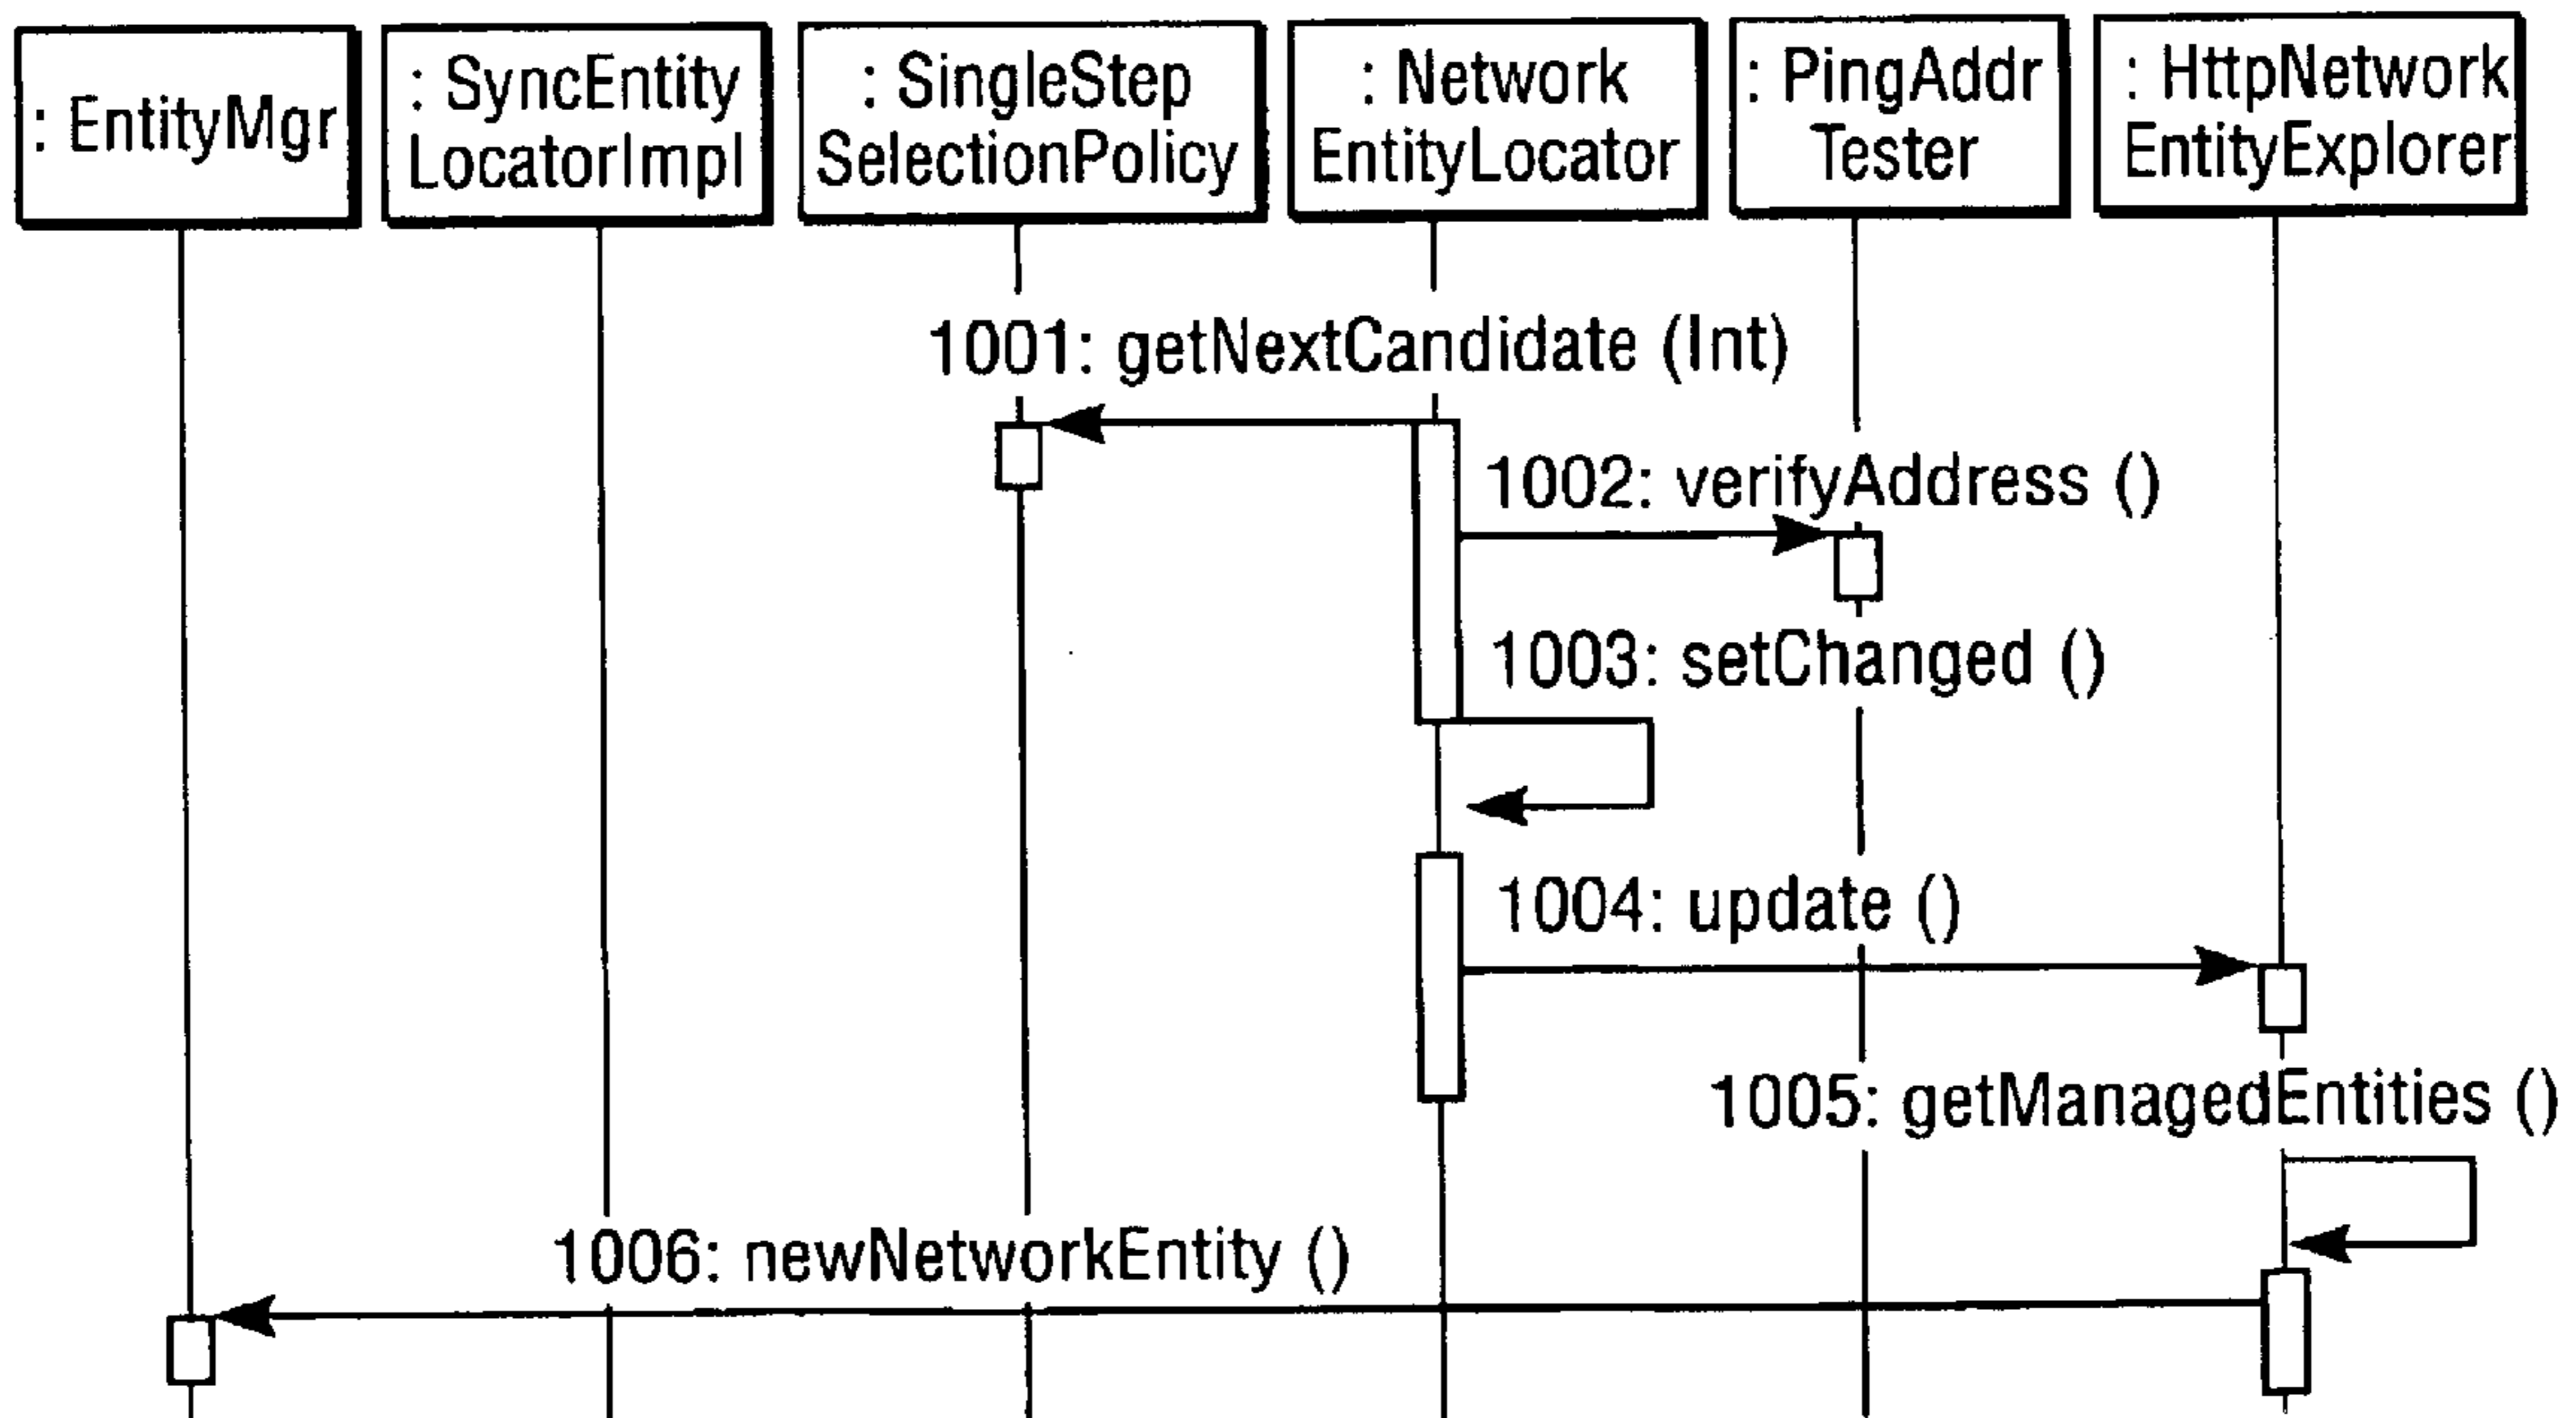 : EntityMgr
: SyncEntity
LocatorImpl
: SingleStep
SelectionPolicy
: Network
EntityLocator
: PingAddr
Tester
: HttpNetwork
EntityExplorer
1001: getNextCandidate (Int)
1002: verifyAddress ()
1003: setChanged ()
1004: update ()
1005: getManagedEntities ()
1006: newNetworkEntity ()